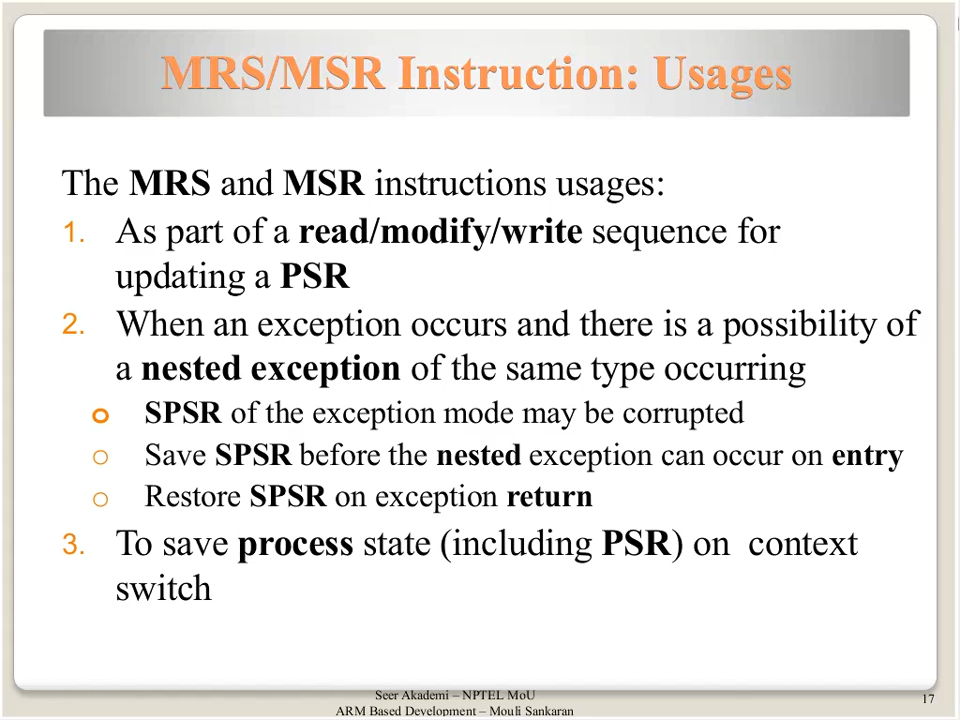 MRS/MSR Instruction: Usages
The MRS and MSR instructions usages:
1. As part of a read/modify/write sequence for
updating a PSR
2. When an exception occurs and there is a possibility of
a nested exception of the same type occurring
o SPSR of the exception mode may be corrupted
o Save SPSR before the nested exception can occur on entry
o Restore SPSR on exception return
3. To save process state (including PSR) on context
switch
Seer Akademi – NPTEL MoU
ARM Based Development – Mouli Sankaran
17